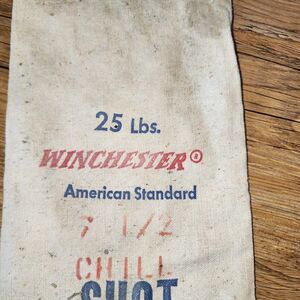 25 Lbs.
WINCHESTER®
American Standard
7 1/2
CHILL
SHOT